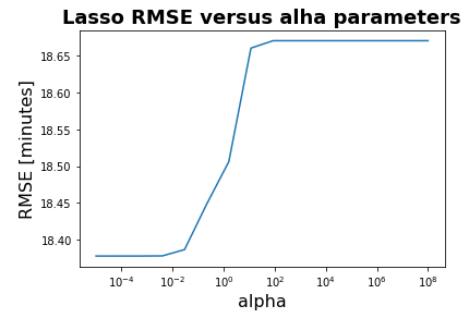 Lasso RMSE versus alha parameters
RMSE [minutes]
18.65
18.60
18.55
18.50
18.45
18.40
10⁻⁴ 10⁻² 10⁰ 10² 10⁴ 10⁶ 10⁸
alpha